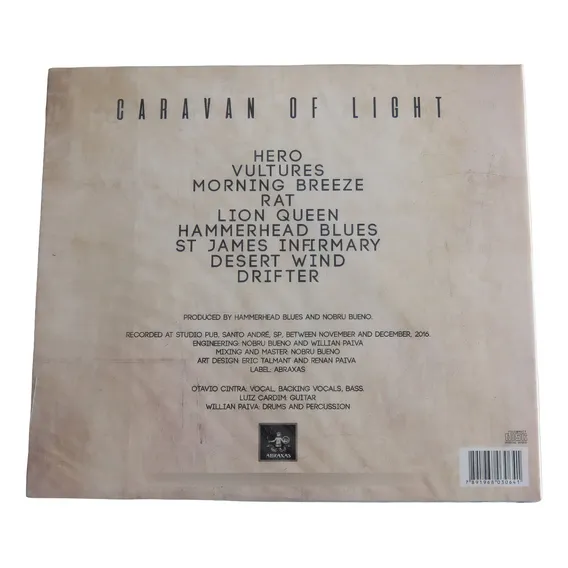 CARAVAN OF LIGHT
HERO
VULTURES
MORNING BREEZE
RAT
LION QUEEN
HAMMERHEAD BLUES
ST JAMES INFIRMARY
DESERT WIND
DRIFTER
PRODUCED BY HAMMERHEAD BLUES AND NOBRU BUENO.
RECORDED AT STUDIO PUB, SANTO ANDRÉ, SP, BETWEEN NOVEMBER AND DECEMBER, 2016.
ENGINEERING: NOBRU BUENO AND WILLIAN PAIVA
MIXING AND MASTER: NOBRU BUENO
ART DESIGN: ERIC TALMANT AND RENAN PAIVA
LABEL: ABRAXAS
OTAVIO CINTRA: VOCAL, BACKING VOCALS, BASS.
LUIZ CARDIM: GUITAR
WILLIAN PAIVA: DRUMS AND PERCUSSION
ABRAXAS
7 891968 030641